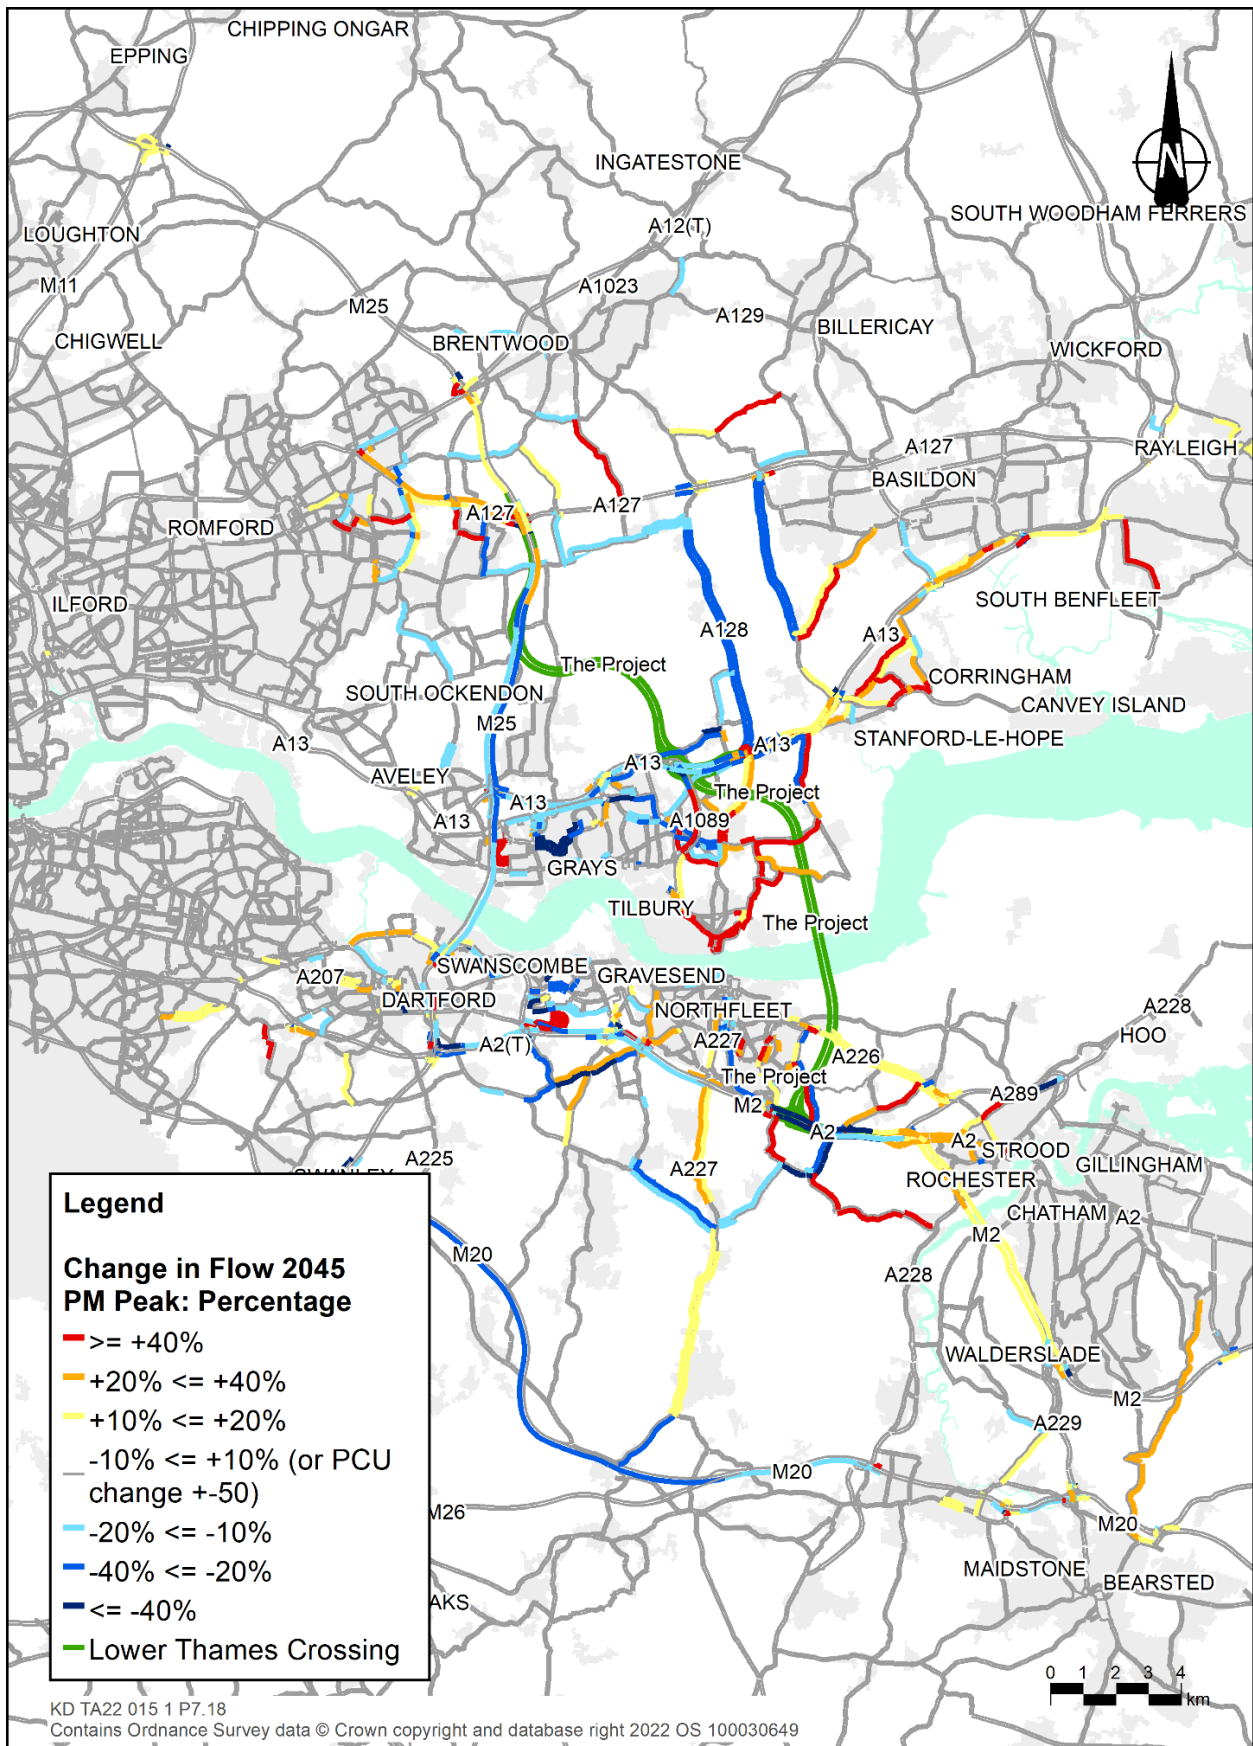 CHIPPING ONGAR
EPPING
N
INGATESTONE
SOUTH WOODHAM FERRERS
A12(T)
LOUGHTON
M11
A1023
M25
A129
BILLERICAY
CHIGWELL
BRENTWOOD
WICKFORD
A127
RAYLEIGH
BASILDON
A127
A127
ROMFORD
ILFORD
SOUTH BENFLEET
A128
A13
The Project
CORRINGHAM
SOUTH OCKENDON
CANVEY ISLAND
M25
STANFORD-LE-HOPE
A13
A13
A13
AVELEY
The Project
A13
A13
A1089
GRAYS
TILBURY
The Project
SWANSCOMBE
GRAVESEND
A207
DARTFORD
NORTHFLEET
A228
HOO
A2(T)
A227
A226
The Project
A289
M2
A2
A2
STROOD
A225
SWANLEY
A227
GILLINGHAM
ROCHESTER
CHATHAM
A2
M2
M20
A228
WALDERSLADE
M2
A229
M20
M26
M20
MAIDSTONE
BEARSTED
AKS
Legend
Change in Flow 2045
PM Peak: Percentage
>= +40%
+20% <= +40%
+10% <= +20%
-10% <= +10% (or PCU
change +-50)
-20% <= -10%
-40% <= -20%
<= -40%
Lower Thames Crossing
0 1 2 3 4
km
KD TA22 015 1 P7.18
Contains Ordnance Survey data © Crown copyright and database right 2022 OS 100030649